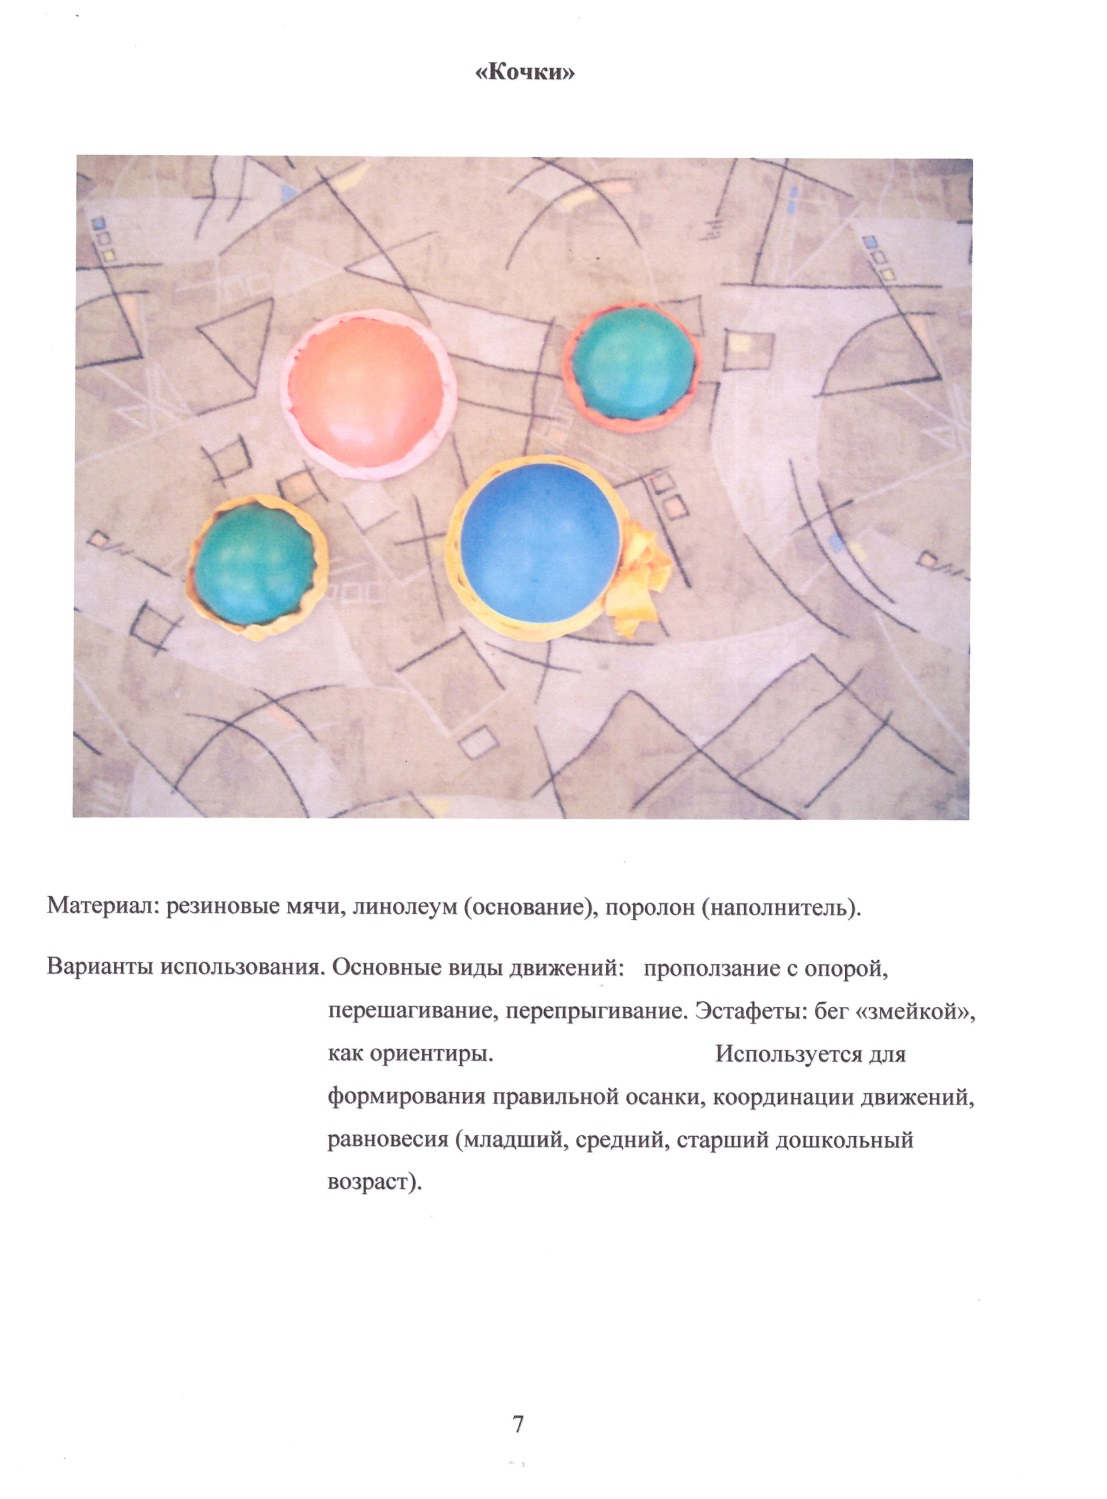 «Кочки»
Материал: резиновые мячи, линолеум (основание), поролон (наполнитель).
Варианты использования. Основные виды движений: проползание с опорой,
перешагивание, перепрыгивание. Эстафеты: бег «змейкой»,
как ориентиры. Используется для
формирования правильной осанки, координации движений,
равновесия (младший, средний, старший дошкольный
возраст).
7